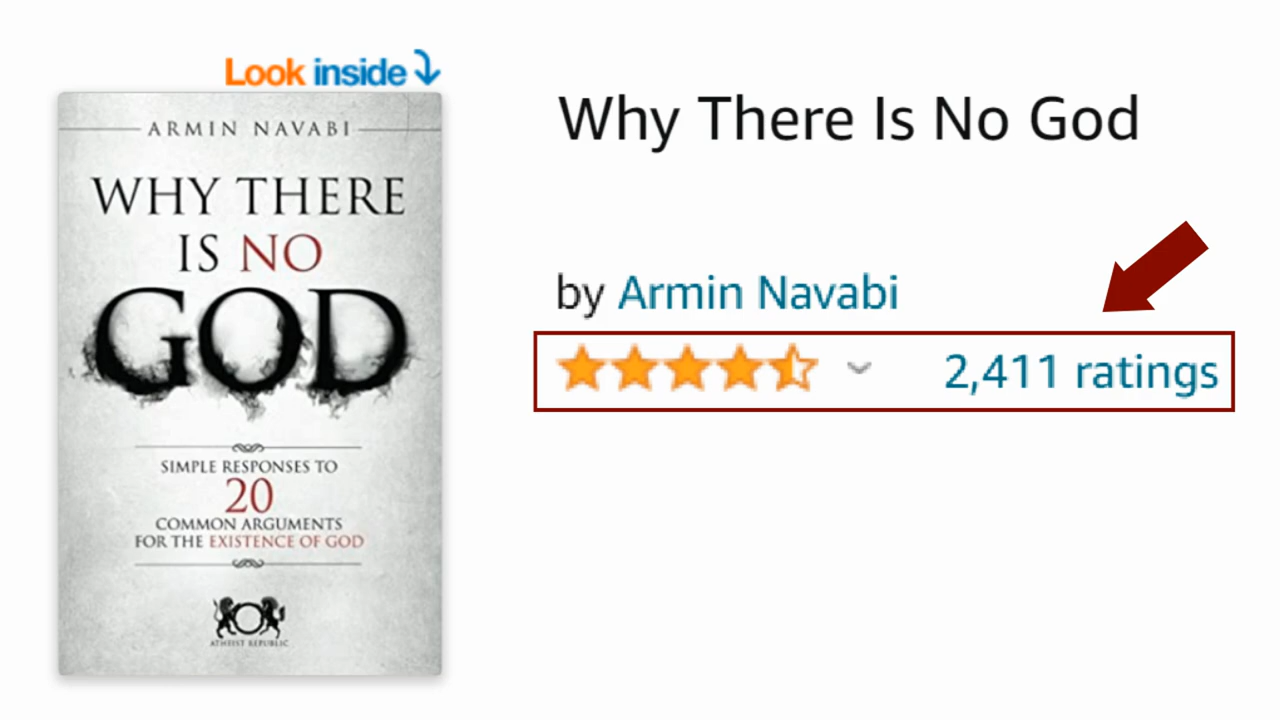 Look inside
ARMIN NAVABI
WHY THERE
IS NO
GOD
SIMPLE RESPONSES TO
20
COMMON ARGUMENTS
FOR THE EXISTENCE OF GOD
ATHEIST REPUBLIC
Why There Is No God
by Armin Navabi
2,411 ratings